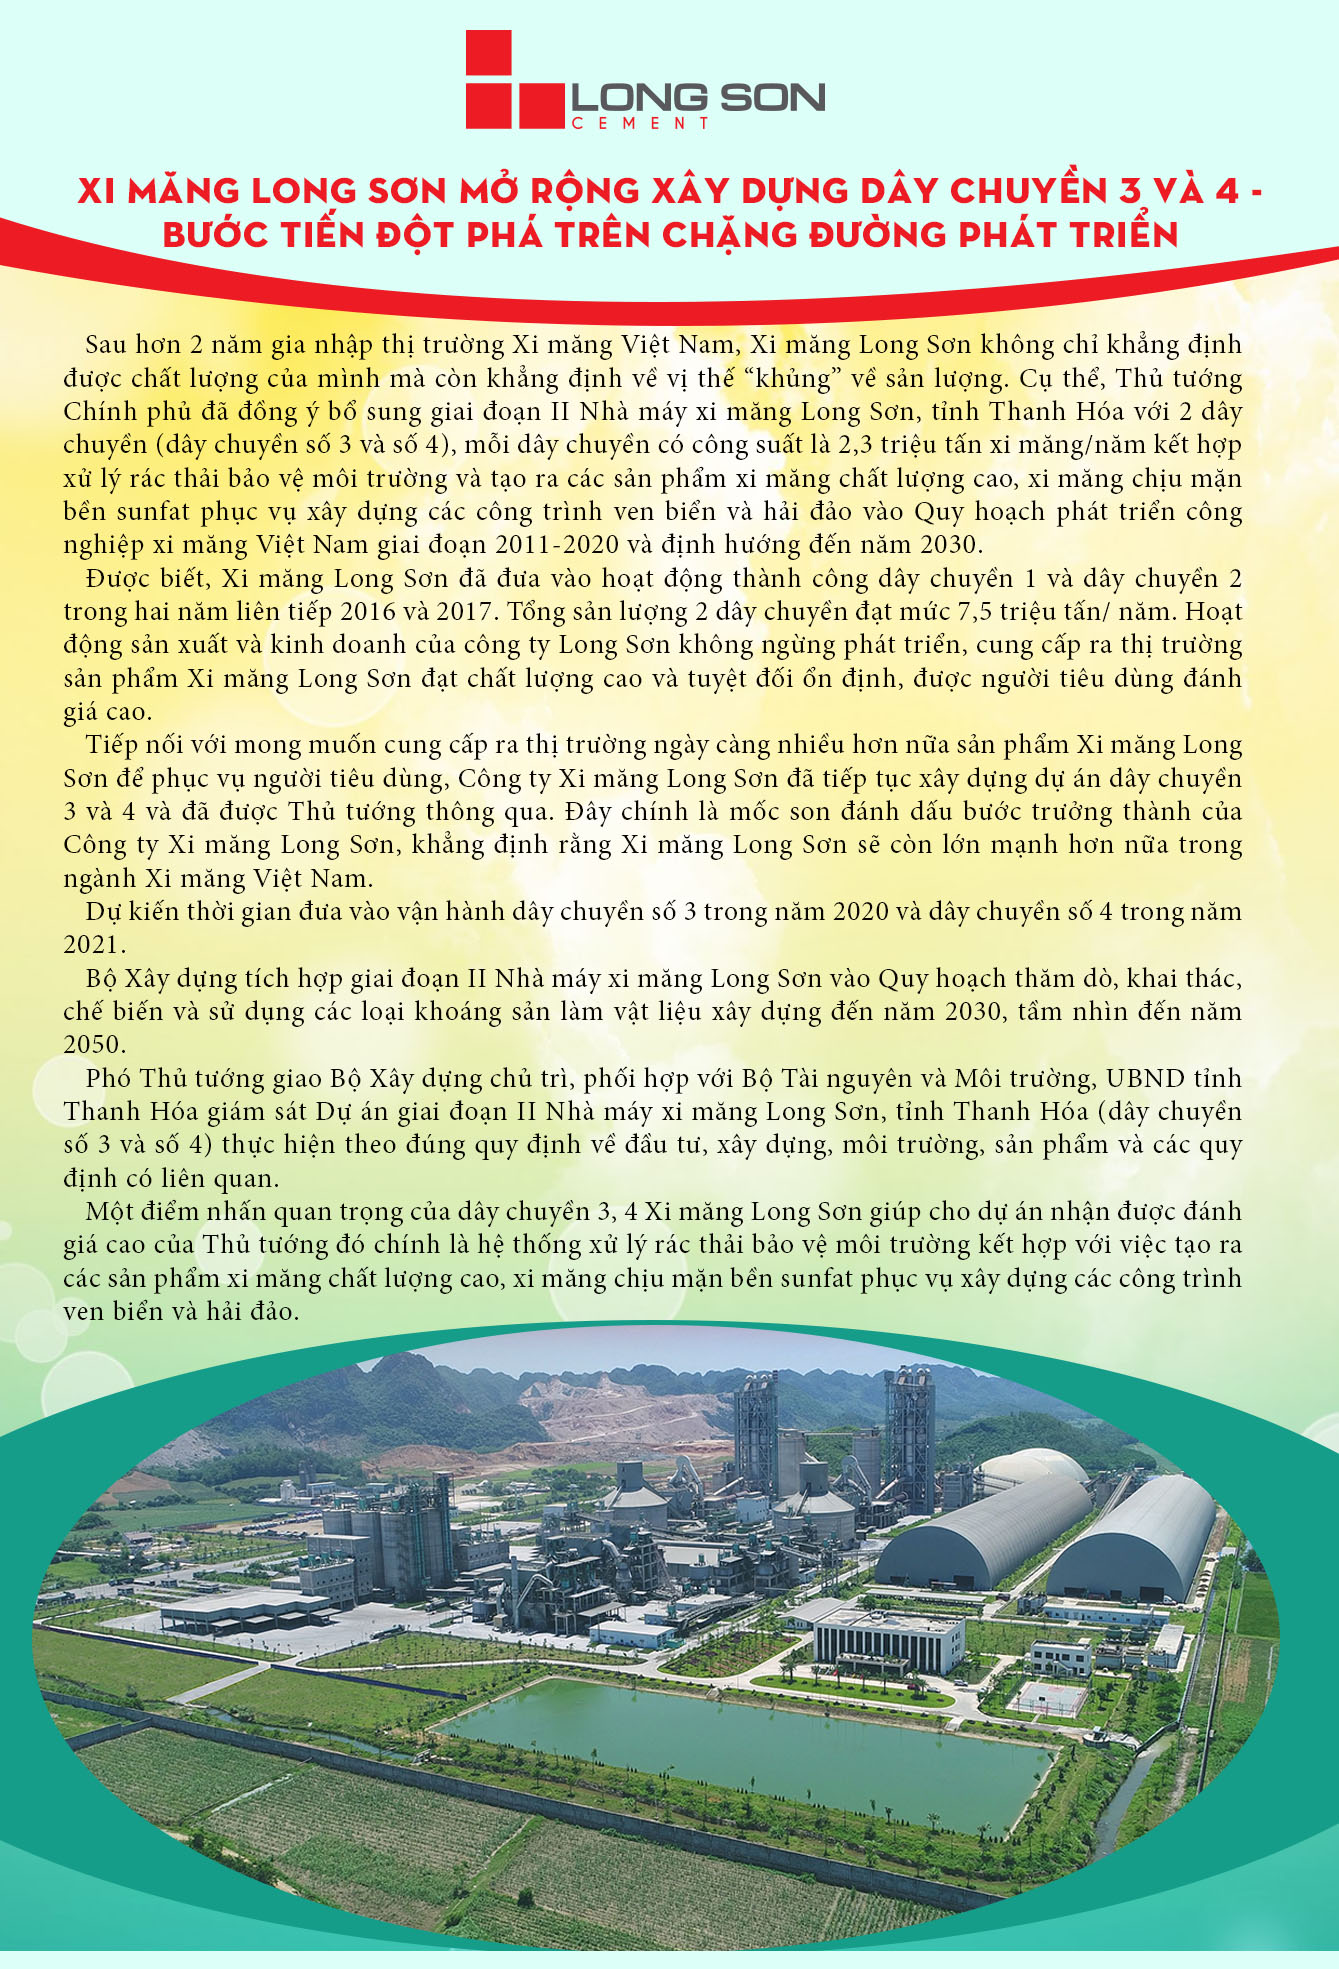 LONG SON
CEMENT
XI MĂNG LONG SƠN MỞ RỘNG XÂY DỰNG DÂY CHUYỀN 3 VÀ 4 -
BƯỚC TIẾN ĐỘT PHÁ TRÊN CHẶNG ĐƯỜNG PHÁT TRIỂN
Sau hơn 2 năm gia nhập thị trường Xi măng Việt Nam, Xi măng Long Sơn không chỉ khẳng định
được chất lượng của mình mà còn khẳng định về vị thế “khủng” về sản lượng. Cụ thể, Thủ tướng
Chính phủ đã đồng ý bổ sung giai đoạn II Nhà máy xi măng Long Sơn, tỉnh Thanh Hóa với 2 dây
chuyền (dây chuyền số 3 và số 4), mỗi dây chuyền có công suất là 2,3 triệu tấn xi măng/năm kết hợp
xử lý rác thải bảo vệ môi trường và tạo ra các sản phẩm xi măng chất lượng cao, xi măng chịu mặn
bền sunfat phục vụ xây dựng các công trình ven biển và hải đảo vào Quy hoạch phát triển công
nghiệp xi măng Việt Nam giai đoạn 2011-2020 và định hướng đến năm 2030.
Được biết, Xi măng Long Sơn đã đưa vào hoạt động thành công dây chuyền 1 và dây chuyền 2
trong hai năm liên tiếp 2016 và 2017. Tổng sản lượng 2 dây chuyền đạt mức 7,5 triệu tấn/ năm. Hoạt
động sản xuất và kinh doanh của công ty Long Sơn không ngừng phát triển, cung cấp ra thị trường
sản phẩm Xi măng Long Sơn đạt chất lượng cao và tuyệt đối ổn định, được người tiêu dùng đánh
giá cao.
Tiếp nối với mong muốn cung cấp ra thị trường ngày càng nhiều hơn nữa sản phẩm Xi măng Long
Sơn để phục vụ người tiêu dùng, Công ty Xi măng Long Sơn đã tiếp tục xây dựng dự án dây chuyền
3 và 4 và đã được Thủ tướng thông qua. Đây chính là mốc son đánh dấu bước trưởng thành của
Công ty Xi măng Long Sơn, khẳng định rằng Xi măng Long Sơn sẽ còn lớn mạnh hơn nữa trong
ngành Xi măng Việt Nam.
Dự kiến thời gian đưa vào vận hành dây chuyền số 3 trong năm 2020 và dây chuyền số 4 trong năm
2021.
Bộ Xây dựng tích hợp giai đoạn II Nhà máy xi măng Long Sơn vào Quy hoạch thăm dò, khai thác,
chế biến và sử dụng các loại khoáng sản làm vật liệu xây dựng đến năm 2030, tầm nhìn đến năm
2050.
Phó Thủ tướng giao Bộ Xây dựng chủ trì, phối hợp với Bộ Tài nguyên và Môi trường, UBND tỉnh
Thanh Hóa giám sát Dự án giai đoạn II Nhà máy xi măng Long Sơn, tỉnh Thanh Hóa (dây chuyền
số 3 và số 4) thực hiện theo đúng quy định về đầu tư, xây dựng, môi trường, sản phẩm và các quy
định có liên quan.
Một điểm nhấn quan trọng của dây chuyền 3, 4 Xi măng Long Sơn giúp cho dự án nhận được đánh
giá cao của Thủ tướng đó chính là hệ thống xử lý rác thải bảo vệ môi trường kết hợp với việc tạo ra
các sản phẩm xi măng chất lượng cao, xi măng chịu mặn bền sunfat phục vụ xây dựng các công trình
ven biển và hải đảo.